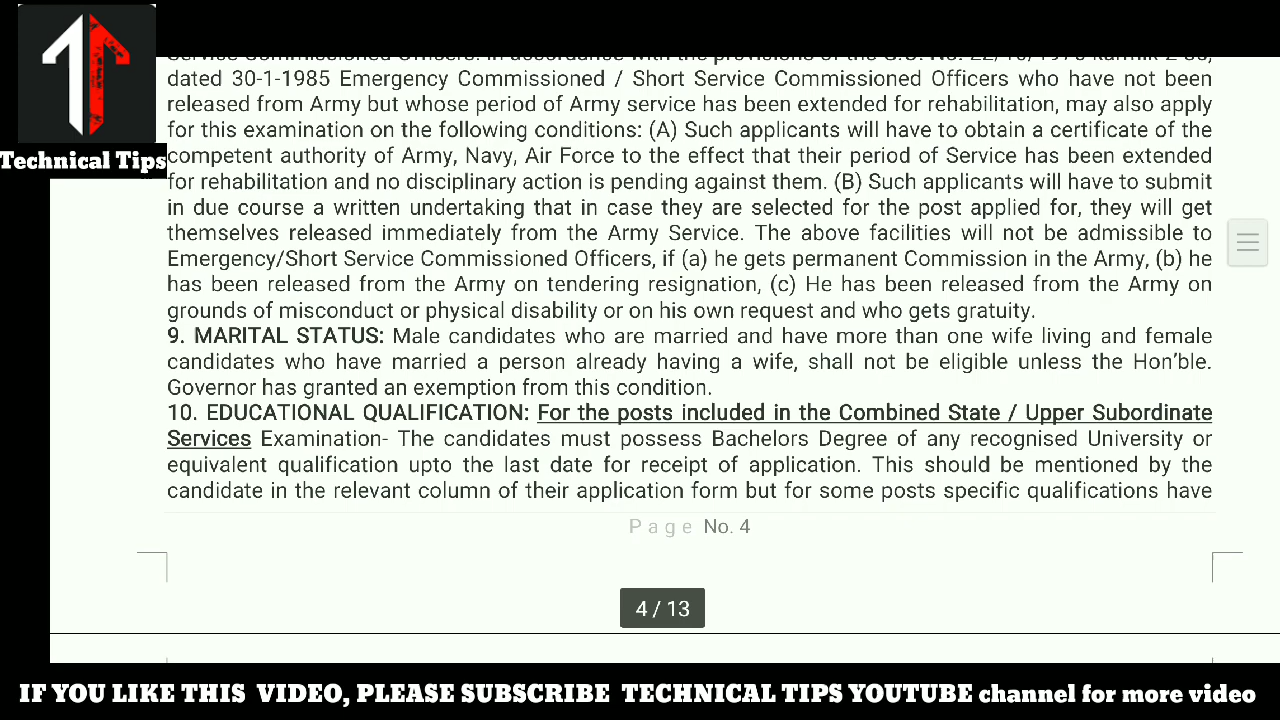 Service Commissioned Officers. In accordance with the provisions of the G.O. No.
dated 30-1-1985 Emergency Commissioned / Short Service Commissioned Officers who have not been
released from Army but whose period of Army service has been extended for rehabilitation, may also apply
for this examination on the following conditions: (A) Such applicants will have to obtain a certificate of the
Technical Tips
competent authority of Army, Navy, Air Force to the effect that their period of Service has been extended
for rehabilitation and no disciplinary action is pending against them. (B) Such applicants will have to submit
in due course a written undertaking that in case they are selected for the post applied for, they will get
themselves released immediately from the Army Service. The above facilities will not be admissible to
Emergency/Short Service Commissioned Officers, if (a) he gets permanent Commission in the Army, (b) he
has been released from the Army on tendering resignation, (c) He has been released from the Army on
grounds of misconduct or physical disability or on his own request and who gets gratuity.
9. MARITAL STATUS: Male candidates who are married and have more than one wife living and female
candidates who have married a person already having a wife, shall not be eligible unless the Hon’ble.
Governor has granted an exemption from this condition.
10. EDUCATIONAL QUALIFICATION: For the posts included in the Combined State / Upper Subordinate
Services Examination- The candidates must possess Bachelors Degree of any recognised University or
equivalent qualification upto the last date for receipt of application. This should be mentioned by the
candidate in the relevant column of their application form but for some posts specific qualifications have
Page No. 4
4 / 13
IF YOU LIKE THIS VIDEO, PLEASE SUBSCRIBE TECHNICAL TIPS YOUTUBE channel for more video